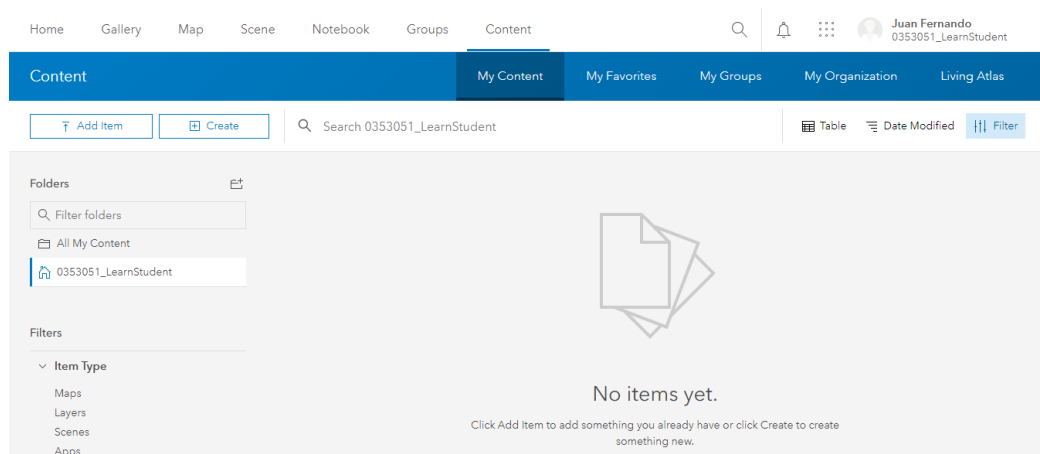 Home Gallery Map Scene Notebook Groups Content Juan Fernando
0353051_LearnStudent
Content My Content My Favorites My Groups My Organization Living Atlas
Add Item Create Search 0353051_LearnStudent Table Date Modified Filter
Folders
Filter folders
All My Content
0353051_LearnStudent
Filters
Item Type
Maps
Layers
Scenes
Apps
No items yet.
Click Add Item to add something you already have or click Create to create
something new.